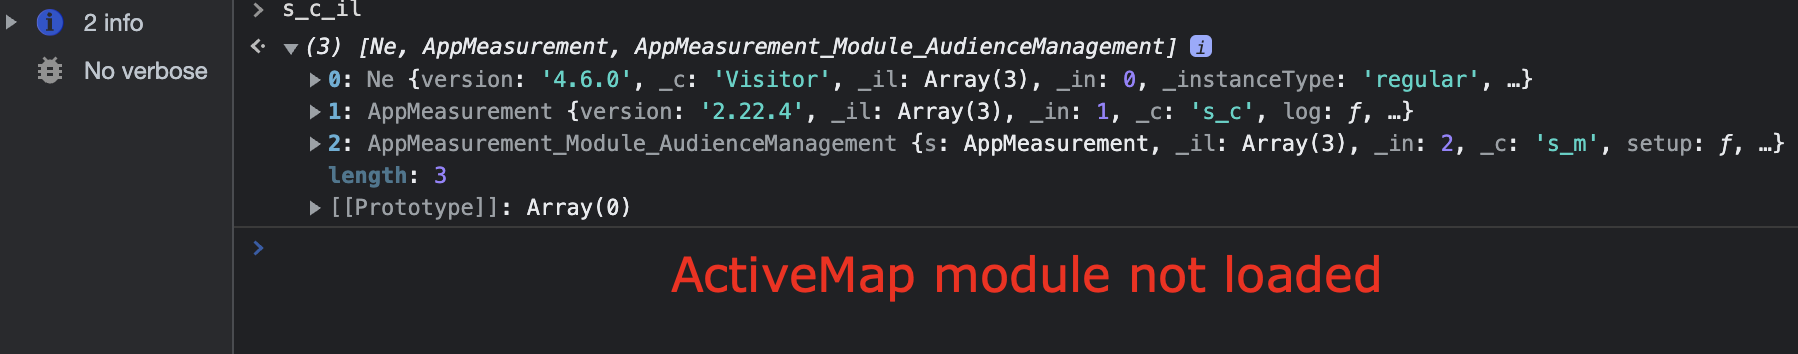 2 info
No verbose
> s_c_il
(3) [Ne, AppMeasurement, AppMeasurement_Module_AudienceManagement] i
0: Ne {version: '4.6.0', _c: 'Visitor', _il: Array(3), _in: 0, _instanceType: 'regular', …}
1: AppMeasurement {version: '2.22.4', _il: Array(3), _in: 1, _c: 's_c', log: ƒ, …}
2: AppMeasurement_Module_AudienceManagement {s: AppMeasurement, _il: Array(3), _in: 2, _c: 's_m', setup: ƒ, …}
length: 3
[[Prototype]]: Array(0)
>
ActiveMap module not loaded